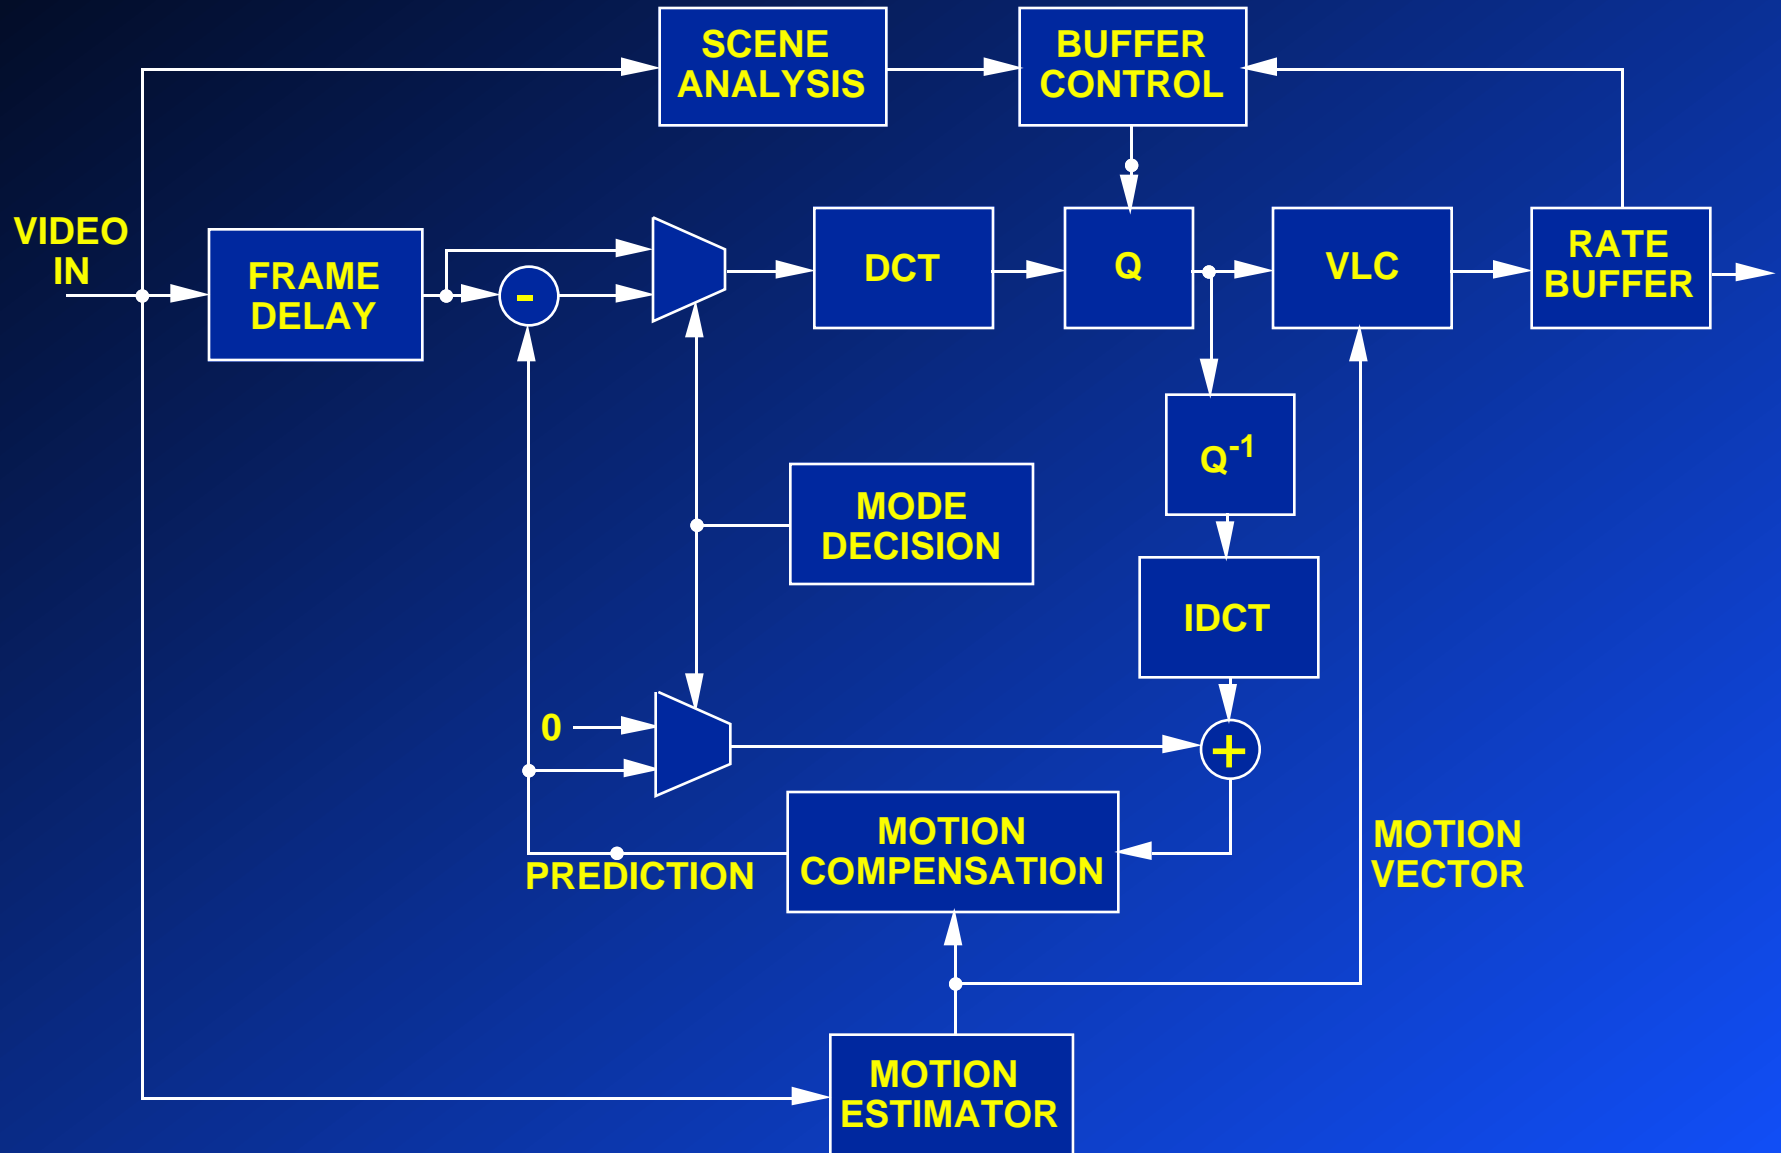 SCENE
ANALYSIS
BUFFER
CONTROL
VIDEO
IN
FRAME
DELAY
-
DCT
Q
VLC
RATE
BUFFER
Q-1
MODE
DECISION
IDCT
0
+
MOTION
COMPENSATION
PREDICTION
MOTION
VECTOR
MOTION
ESTIMATOR